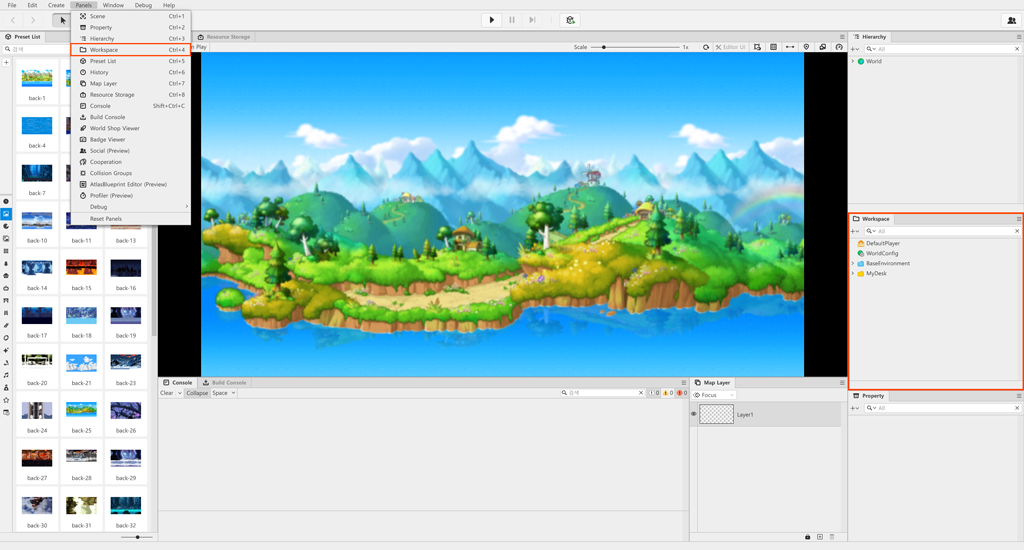 File Edit Create Panels Window Debug Help
Scene Ctrl+1
Property Ctrl+2
Hierarchy Ctrl+3
Workspace Ctrl+4
Preset List Ctrl+5
History Ctrl+6
Map Layer Ctrl+7
Resource Storage Ctrl+8
Console Shift+Ctrl+C
Build Console
World Shop Viewer
Badge Viewer
Social (Preview)
Cooperation
Collision Groups
AtlasBlueprint Editor (Preview)
Profiler (Preview)
Debug
Reset Panels
Preset List
검색
back-1
back-4
back-7
back-10 back-11 back-13
back-14 back-15 back-16
back-17 back-18 back-19
back-20 back-21 back-23
back-24 back-25 back-26
back-27 back-28 back-29
back-30 back-31 back-32
Resource Storage
Play
Scale 1x
Editor UI
Console Build Console
Clear Collapse Space
검색
0 0 0
Map Layer
Focus
Layer1
Hierarchy
All
World
Workspace
All
DefaultPlayer
WorldConfig
BaseEnvironment
MyDesk
Property
All